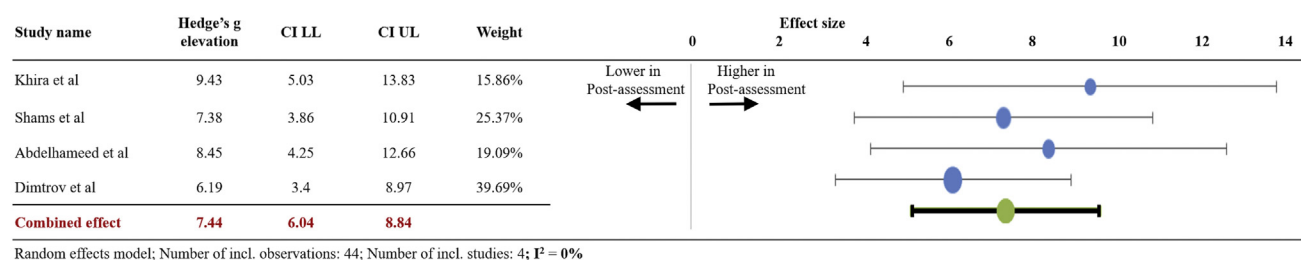 Study name Hedge's g elevation CI LL CI UL Weight Effect size
0 2 4 6 8 10 12 14
Lower in Post-assessment
Higher in Post-assessment
Khira et al 9.43 5.03 13.83 15.86%
Shams et al 7.38 3.86 10.91 25.37%
Abdelhameed et al 8.45 4.25 12.66 19.09%
Dimtrov et al 6.19 3.4 8.97 39.69%
Combined effect 7.44 6.04 8.84
Random effects model; Number of incl. observations: 44; Number of incl. studies: 4; I² = 0%